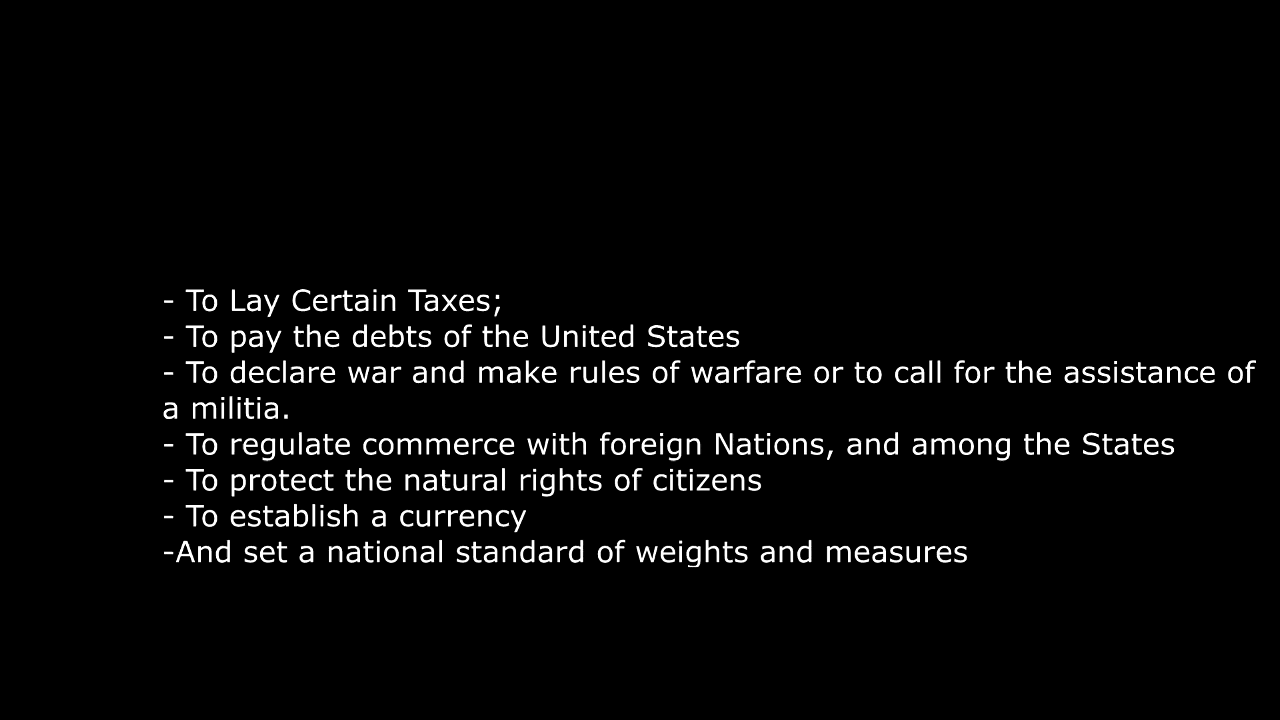 - To Lay Certain Taxes;
- To pay the debts of the United States
- To declare war and make rules of warfare or to call for the assistance of
a militia.
- To regulate commerce with foreign Nations, and among the States
- To protect the natural rights of citizens
- To establish a currency
-And set a national standard of weights and measures